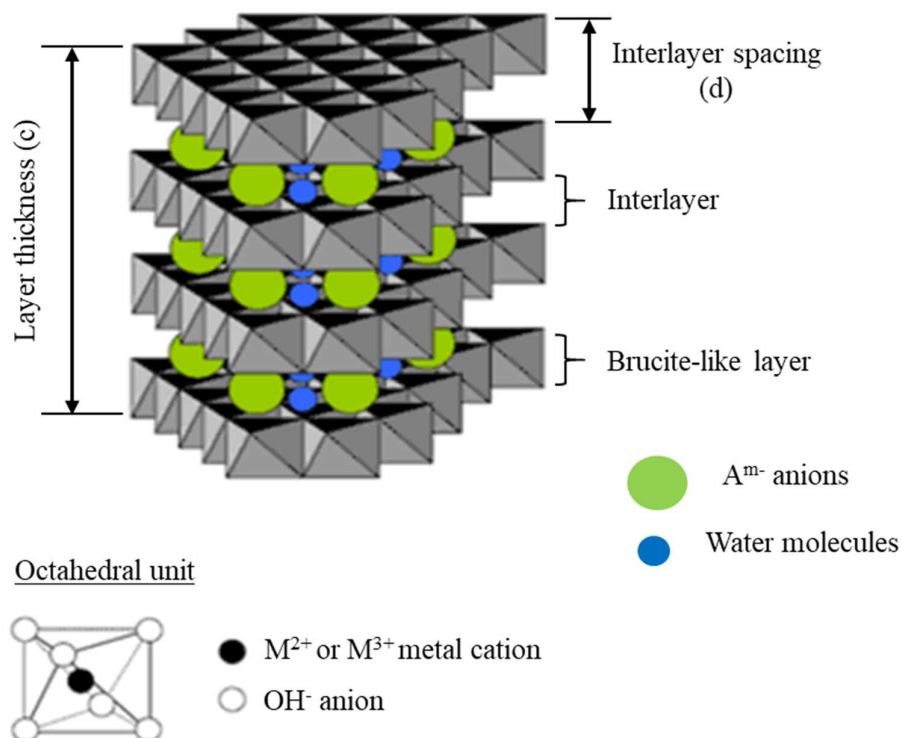 Interlayer spacing
(d)
Layer thickness (c)
Interlayer
Brucite-like layer
A^m- anions
Water molecules
Octahedral unit
M²⁺ or M³⁺ metal cation
OH⁻ anion